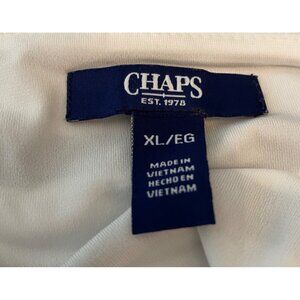 CHAPS
EST. 1978
XL/EG
MADE IN
VIETNAM
HECHO EN
VIETNAM